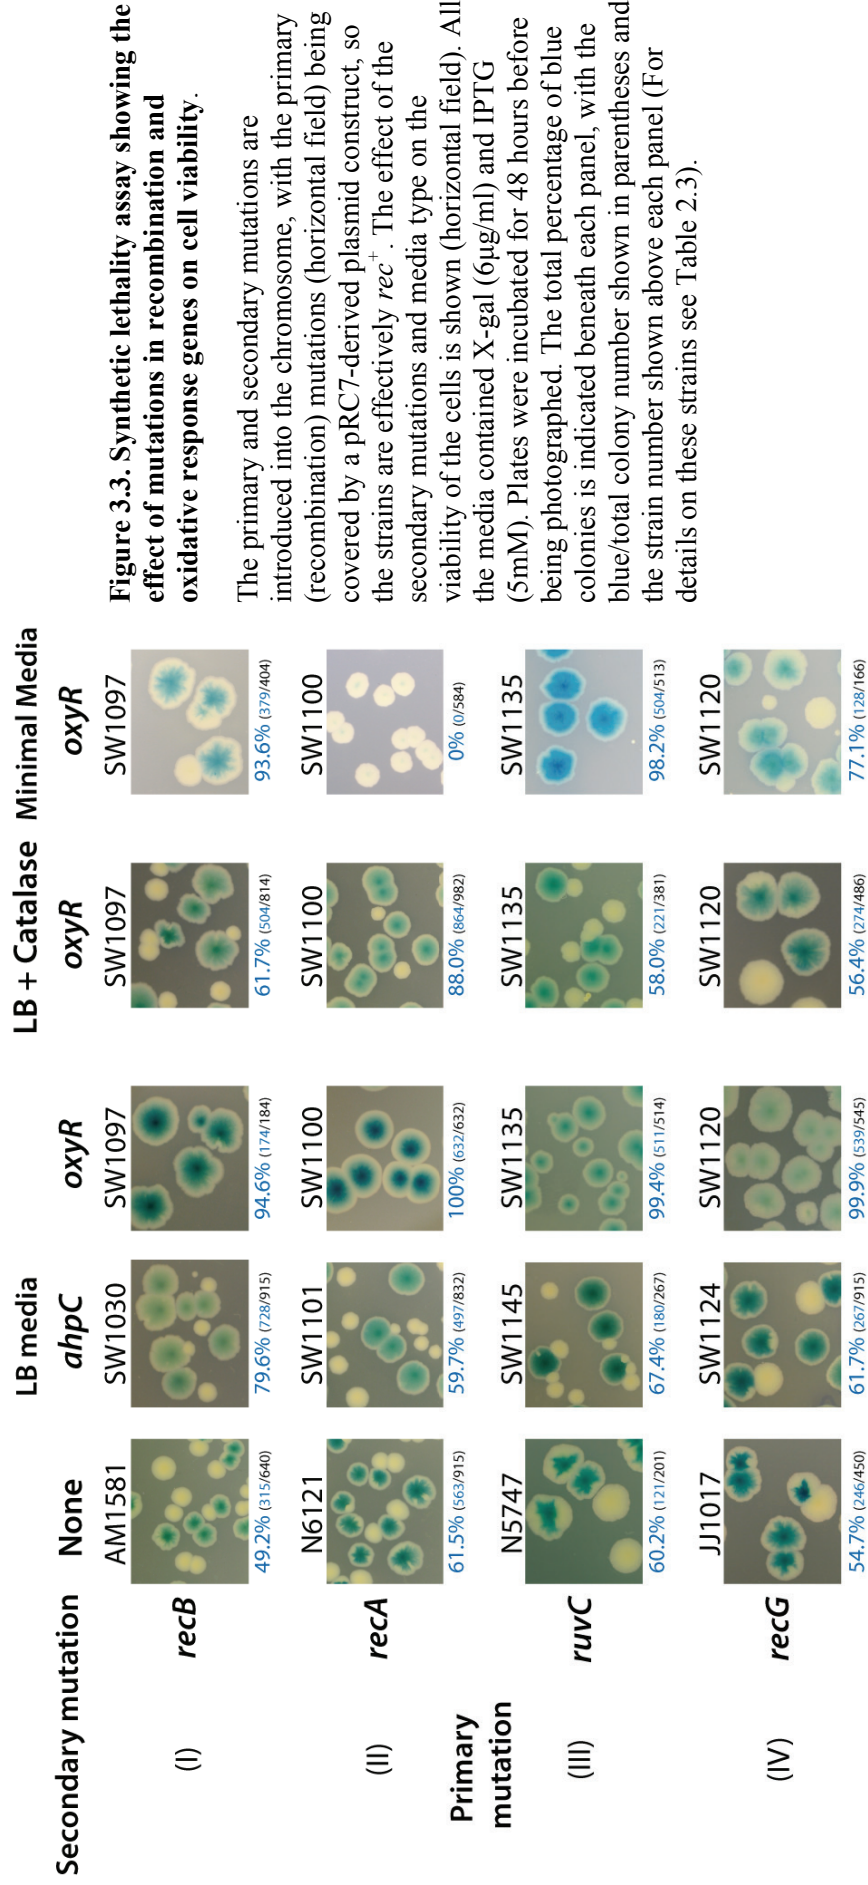 LB media
LB + Catalase
Minimal Media
Secondary mutation
None
ahpC
oxyR
oxyR
oxyR
Primary mutation
(I)
recB
AM1581
SW1030
SW1097
SW1097
SW1097
49.2% (315/640)
79.6% (728/915)
94.6% (174/184)
61.7% (504/814)
93.6% (379/404)
(II)
recA
N6121
SW1101
SW1100
SW1100
SW1100
61.5% (563/915)
59.7% (497/832)
100% (632/632)
88.0% (864/982)
0% (0/584)
(III)
ruvC
N5747
SW1145
SW1135
SW1135
SW1135
60.2% (121/201)
67.4% (180/267)
99.4% (511/514)
58.0% (221/381)
98.2% (504/513)
(IV)
recG
JJ1017
SW1124
SW1120
SW1120
SW1120
54.7% (246/450)
61.7% (267/915)
99.9% (539/545)
56.4% (274/486)
77.1% (128/166)
Figure 3.3. Synthetic lethality assay showing the
effect of mutations in recombination and
oxidative response genes on cell viability.
The primary and secondary mutations are
introduced into the chromosome, with the primary
(recombination) mutations (horizontal field) being
covered by a pRC7-derived plasmid construct, so
the strains are effectively rec+. The effect of the
secondary mutations and media type on the
viability of the cells is shown (horizontal field). All
the media contained X-gal (6µg/ml) and IPTG
(5mM). Plates were incubated for 48 hours before
being photographed. The total percentage of blue
colonies is indicated beneath each panel, with the
blue/total colony number shown in parentheses and
the strain number shown above each panel (For
details on these strains see Table 2.3).